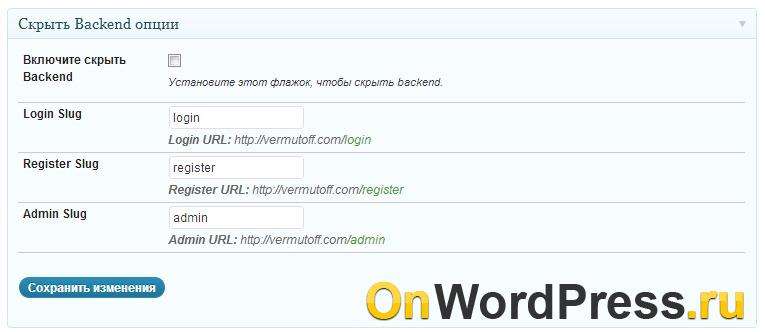 Скрыть Backend опции
Включите скрыть
Backend
Установите этот флажок, чтобы скрыть backend.
Login Slug
login
Login URL: http://vermutoff.com/login
Register Slug
register
Register URL: http://vermutoff.com/register
Admin Slug
admin
Admin URL: http://vermutoff.com/admin
Сохранить изменения
OnWordPress.ru